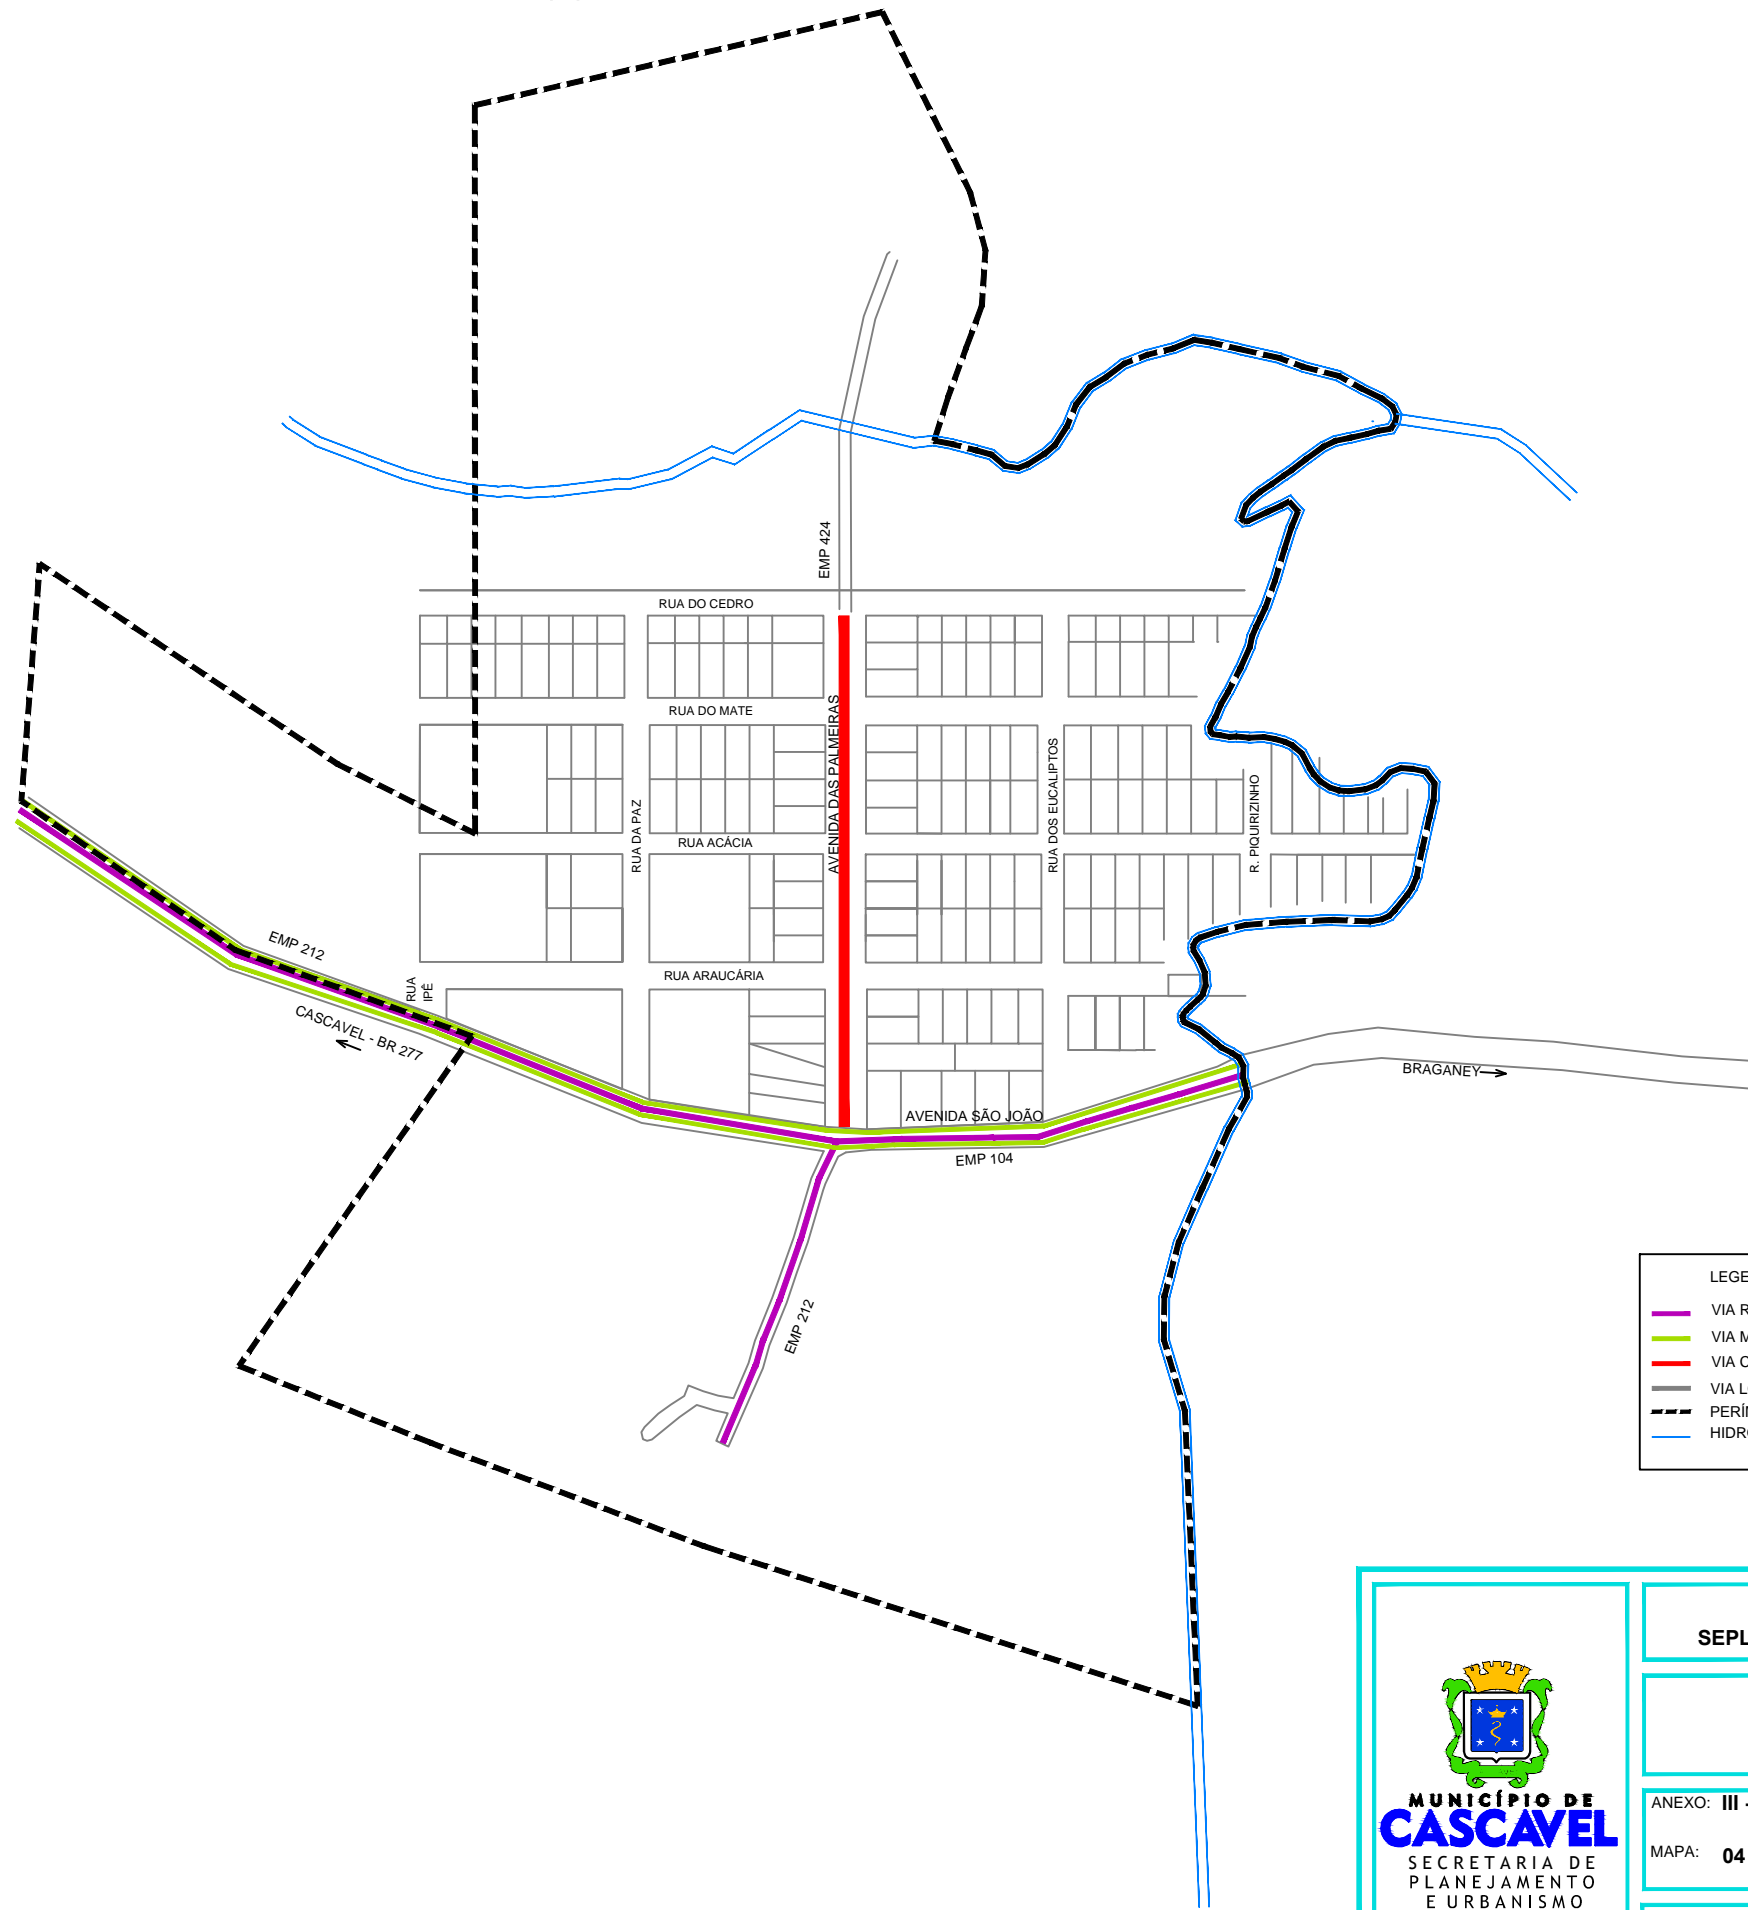 EMP 424
RUA DO CEDRO
RUA DO MATE
AVENIDA DAS PALMEIRAS
RUA DOS EUCALIPTOS
R. PIQUIRIZINHO
RUA DA PAZ
RUA ACÁCIA
EMP 212
RUA
IPÊ
RUA ARAUCÁRIA
CASCAVEL - BR 277
BRAGANEY
AVENIDA SÃO JOÃO
EMP 104
EMP 212
LEGE
VIA R
VIA M
VIA C
VIA L
PERÍ
HIDR
SEPL
MUNICÍPIO DE
CASCAVEL
SECRETARIA DE
PLANEJAMENTO
E URBANISMO
ANEXO: III -
MAPA: 04